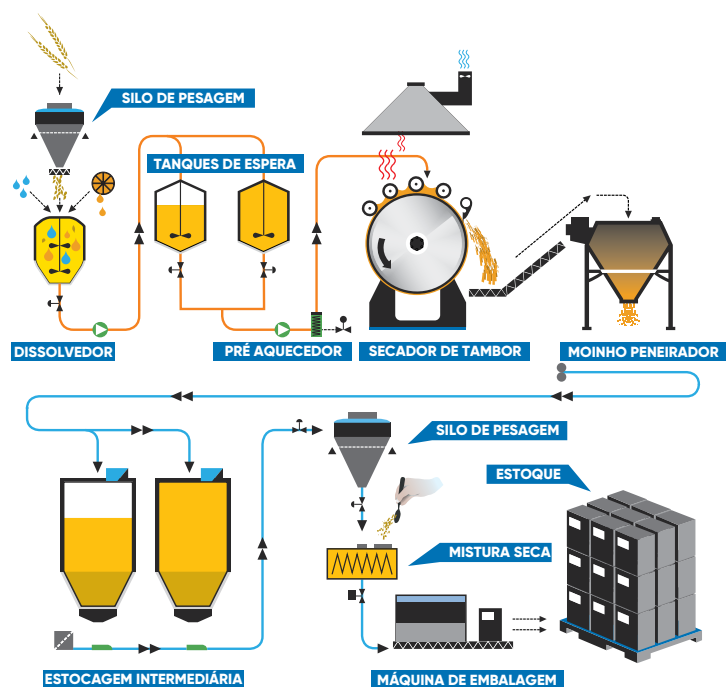 SILO DE PESAGEM
TANQUES DE ESPERA
DISSOLVEDOR
PRÉ AQUECEDOR
SECADOR DE TAMBOR
MOINHO PENEIRADOR
SILO DE PESAGEM
ESTOQUE
MISTURA SECA
ESTOCAGEM INTERMEDIÁRIA
MÁQUINA DE EMBALAGEM